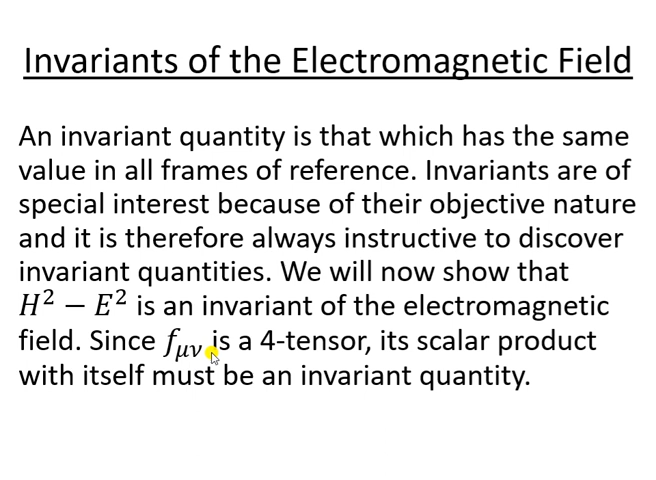 Invariants of the Electromagnetic Field
An invariant quantity is that which has the same
value in all frames of reference. Invariants are of
special interest because of their objective nature
and it is therefore always instructive to discover
invariant quantities. We will now show that
H² − E² is an invariant of the electromagnetic
field. Since f_μν is a 4-tensor, its scalar product
with itself must be an invariant quantity.